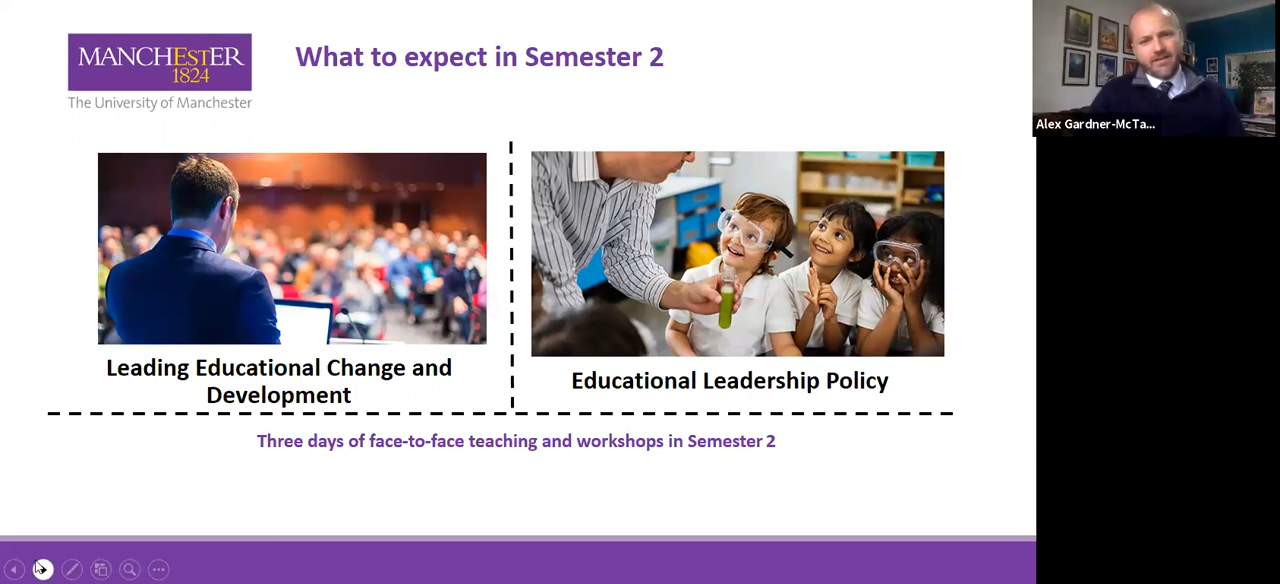 MANCHESTER
1824
The University of Manchester
What to expect in Semester 2
Alex Gardner-McTa...
Leading Educational Change and
Development
Educational Leadership Policy
Three days of face-to-face teaching and workshops in Semester 2